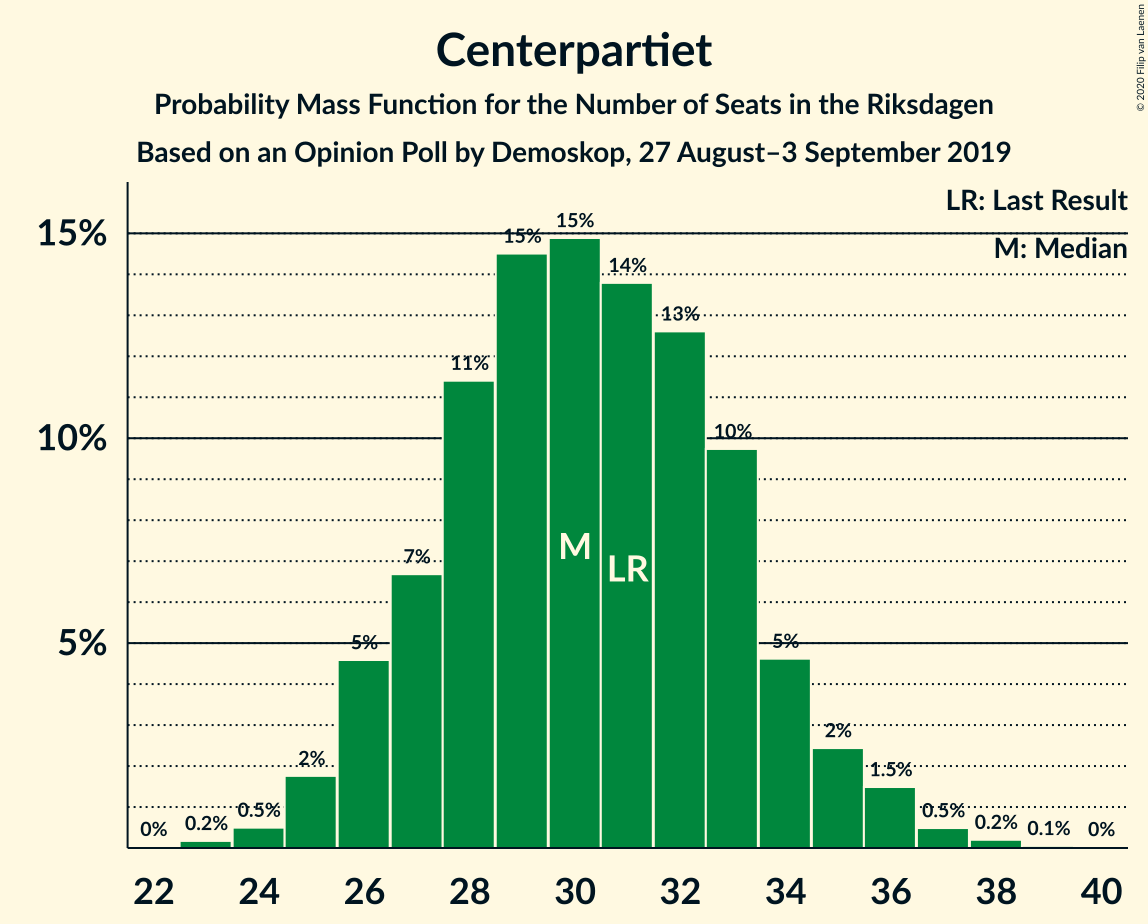 Centerpartiet
Probability Mass Function for the Number of Seats in the Riksdagen
Based on an Opinion Poll by Demoskop, 27 August–3 September 2019
© 2020 Filip van Laenen
LR: Last Result
M: Median
15%
10%
5%
0%
0.2%
0.5%
2%
5%
7%
11%
15%
15%
14%
13%
10%
5%
2%
1.5%
0.5%
0.2%
0.1%
0%
M
LR
22 24 26 28 30 32 34 36 38 40